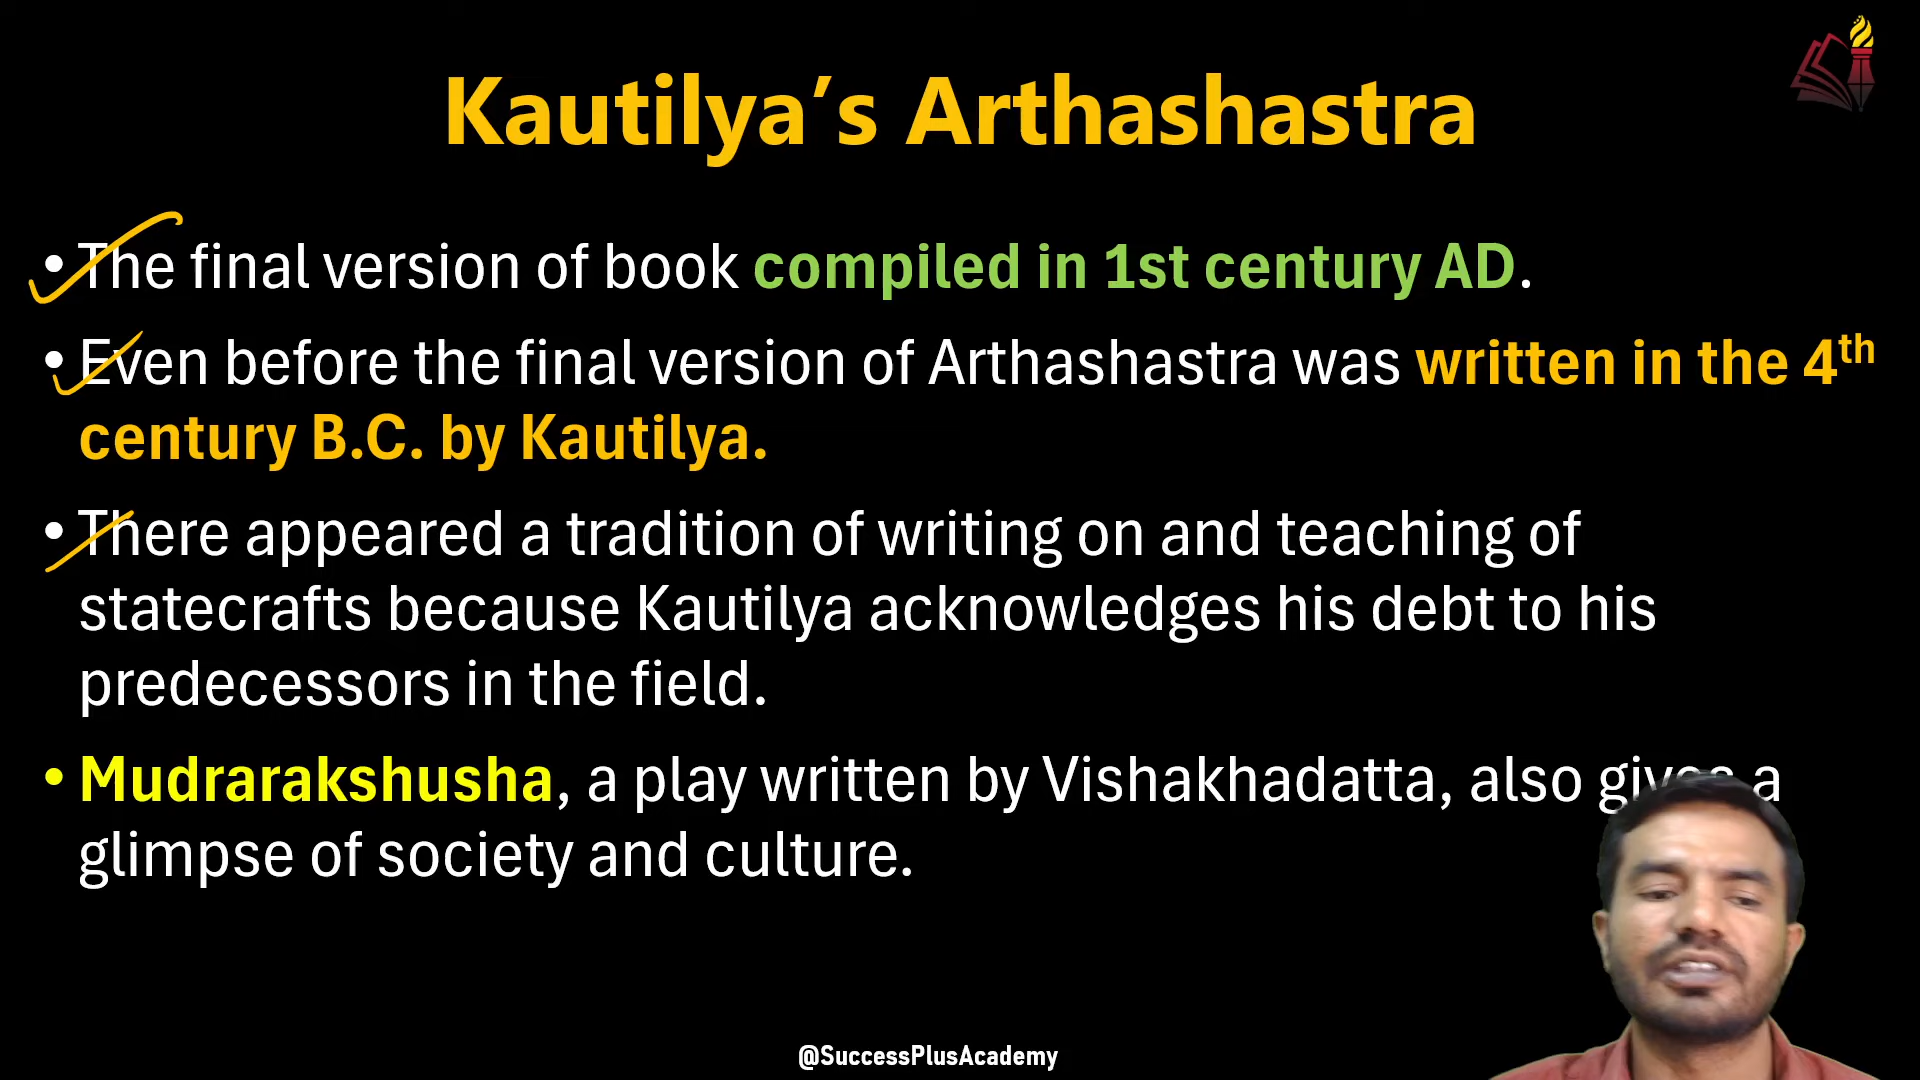 Kautilya’s Arthashastra
• The final version of book compiled in 1st century AD.
• Even before the final version of Arthashastra was written in the 4th
century B.C. by Kautilya.
• There appeared a tradition of writing on and teaching of
statecrafts because Kautilya acknowledges his debt to his
predecessors in the field.
• Mudrarakshusha, a play written by Vishakhadatta, also gives a
glimpse of society and culture.
@SuccessPlusAcademy